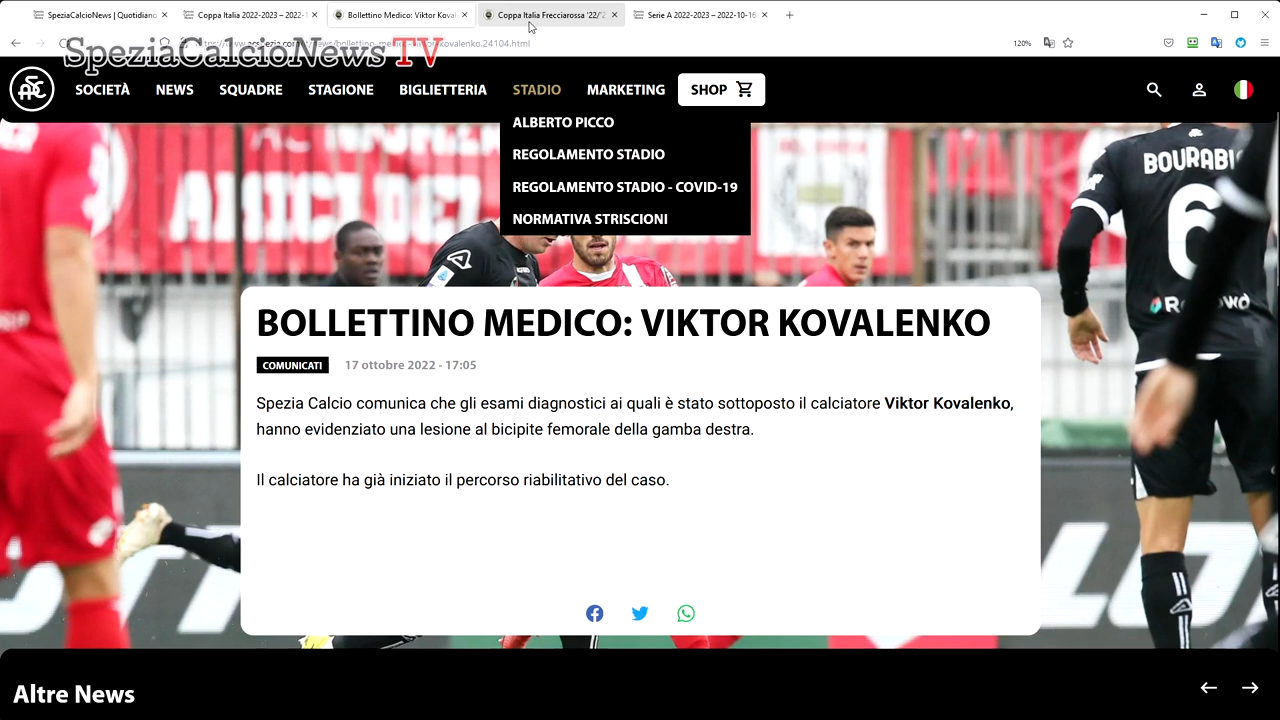 SpeziaCalcioNews | Quotidiano
Coppa Italia 2022-2023 – 2022-1
Bollettino Medico: Viktor Koval
Coppa Italia Frecciarossa '22/'2
Serie A 2022-2023 – 2022-10-16
120%
SpeziaCalcioNews TV
SOCIETÀ NEWS SQUADRE STAGIONE BIGLIETTERIA STADIO MARKETING SHOP
ALBERTO PICCO
REGOLAMENTO STADIO
REGOLAMENTO STADIO - COVID-19
NORMATIVA STRISCIONI
BOURABI
6
BOLLETTINO MEDICO: VIKTOR KOVALENKO
COMUNICATI 17 ottobre 2022 - 17:05
Spezia Calcio comunica che gli esami diagnostici ai quali è stato sottoposto il calciatore Viktor Kovalenko,
hanno evidenziato una lesione al bicipite femorale della gamba destra.
Il calciatore ha già iniziato il percorso riabilitativo del caso.
Altre News